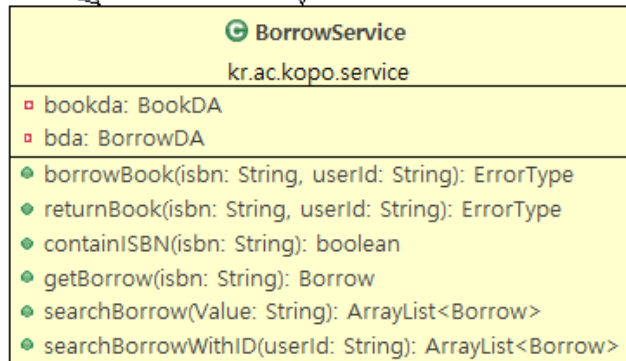 C BorrowService
kr.ac.kopo.service
bookda: BookDA
bda: BorrowDA
borrowBook(isbn: String, userId: String): ErrorType
returnBook(isbn: String, userId: String): ErrorType
containISBN(isbn: String): boolean
getBorrow(isbn: String): Borrow
searchBorrow(Value: String): ArrayList<Borrow>
searchBorrowWithID(userId: String): ArrayList<Borrow>